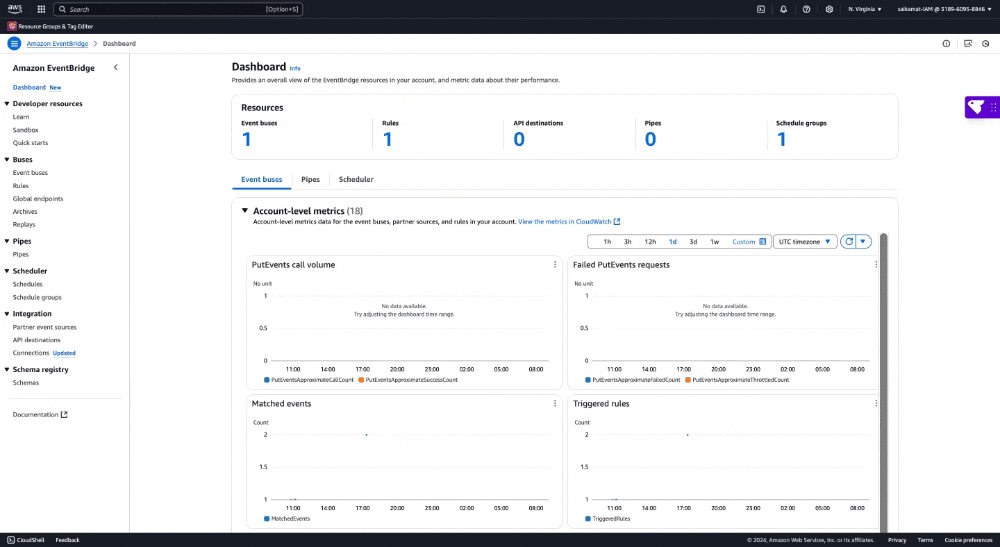 aws
Search [Option+S] N. Virginia saikamat-IAM @ 3189-6095-8846
Resource Groups & Tag Editor
Amazon EventBridge > Dashboard
Amazon EventBridge
Dashboard New
Developer resources
Learn
Sandbox
Quick starts
Buses
Event buses
Rules
Global endpoints
Archives
Replays
Pipes
Pipes
Scheduler
Schedules
Schedule groups
Integration
Partner event sources
API destinations
Connections Updated
Schema registry
Schemas
Documentation
Dashboard Info
Provides an overall view of the EventBridge resources in your account, and metric data about their performance.
Resources
Event buses Rules API destinations Pipes Schedule groups
1 1 0 0 1
Event buses Pipes Scheduler
Account-level metrics (18)
Account-level metrics data for the event buses, partner sources, and rules in your account. View the metrics in CloudWatch
1h 3h 12h 1d 3d 1w Custom UTC timezone
PutEvents call volume
No unit
1
No data available.
Try adjusting the dashboard time range.
0.5
0
11:00 14:00 17:00 20:00 23:00 02:00 05:00 08:00
PutEventsApproximateCallCount PutEventsApproximateSuccessCount
Failed PutEvents requests
No unit
1
No data available.
Try adjusting the dashboard time range.
0.5
0
11:00 14:00 17:00 20:00 23:00 02:00 05:00 08:00
PutEventsApproximateFailedCount PutEventsApproximateThrottledCount
Matched events
Count
2
1.5
1
11:00 14:00 17:00 20:00 23:00 02:00 05:00 08:00
MatchedEvents
Triggered rules
Count
2
1.5
1
11:00 14:00 17:00 20:00 23:00 02:00 05:00 08:00
TriggeredRules
CloudShell Feedback © 2024, Amazon Web Services, Inc. or its affiliates. Privacy Terms Cookie preferences